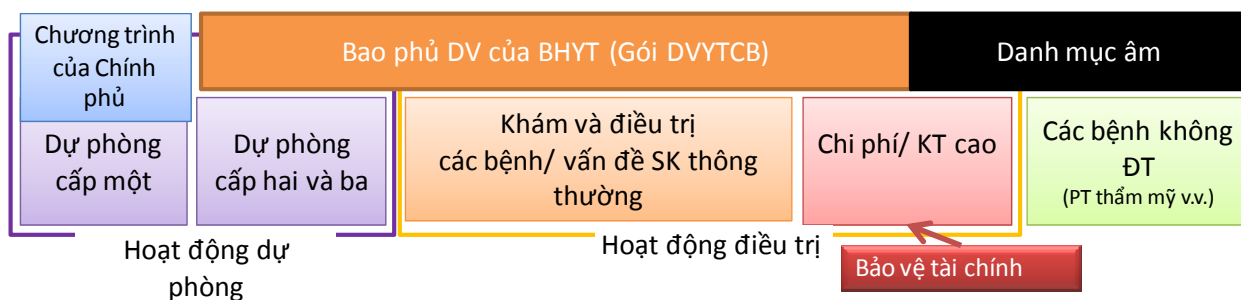 Chương trình
của Chính
phủ
Bao phủ DV của BHYT (Gói DVYTCB)
Danh mục âm
Dự phòng
cấp một
Dự phòng
cấp hai và ba
Khám và điều trị
các bệnh/ vấn đề SK thông
thường
Chi phí/ KT cao
Các bệnh không
ĐT
(PT thẩm mỹ v.v.)
Hoạt động dự
phòng
Hoạt động điều trị
Bảo vệ tài chính